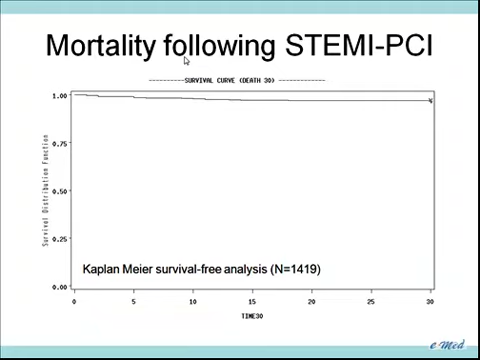 Mortality following STEMI-PCI
----------SURVIVAL CURVE (DEATH 30) -------------
1.00
0.75
0.50
0.25
0.00
Survival Distribution Function
Kaplan Meier survival-free analysis (N=1419)
0 5 10 15 20 25 30
TIME30
e Med